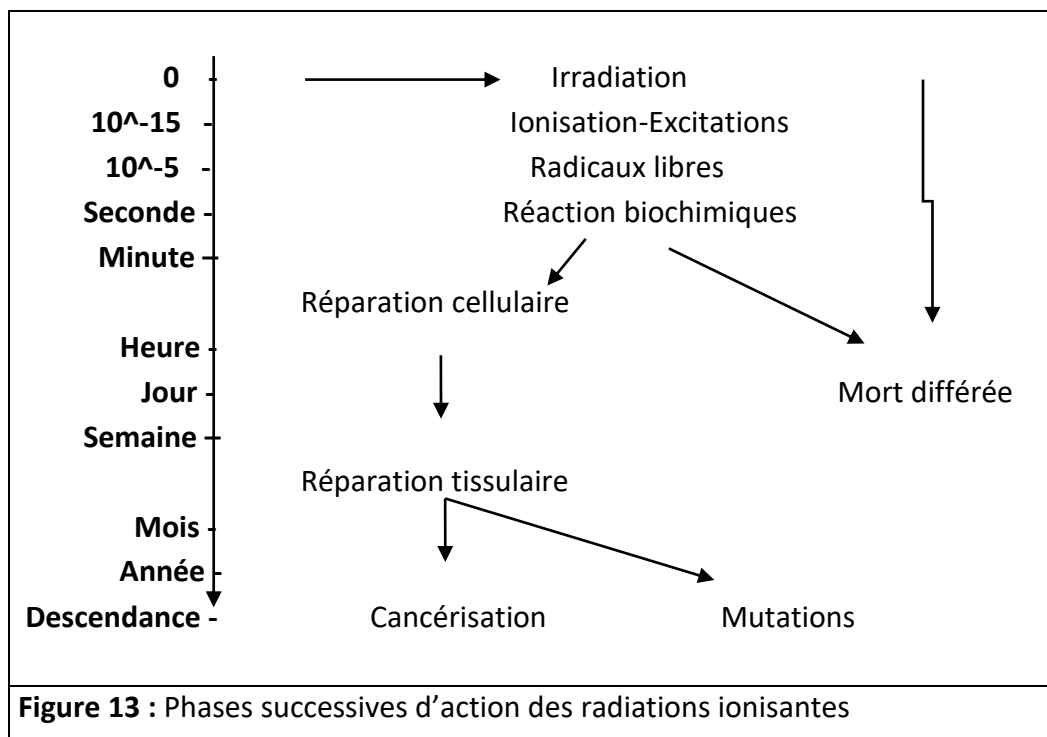 0 Irradiation
10^-15 - Ionisation-Excitations
10^-5 - Radicaux libres
Seconde - Réaction biochimiques
Minute -
Réparation cellulaire
Heure -
Jour - Mort différée
Semaine -
Réparation tissulaire
Mois -
Année -
Descendance - Cancérisation Mutations
Figure 13 : Phases successives d’action des radiations ionisantes